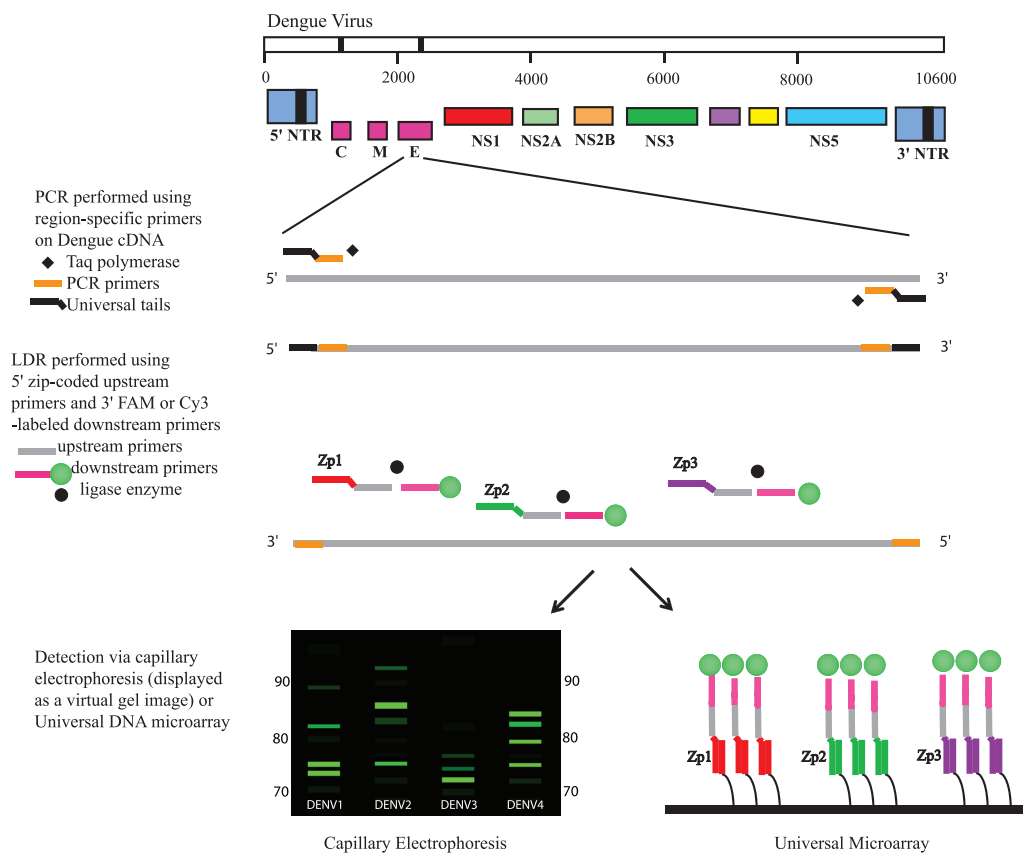 Dengue Virus
0 2000 4000 6000 8000 10600
5' NTR
C M E
NS1 NS2A NS2B NS3 NS5
3' NTR
PCR performed using
region-specific primers
on Dengue cDNA
Taq polymerase
PCR primers
Universal tails
5' 3'
5' 3'
LDR performed using
5' zip-coded upstream
primers and 3' FAM or Cy3
-labeled downstream primers
upstream primers
downstream primers
ligase enzyme
Zp1
Zp2
Zp3
3' 5'
Detection via capillary
electrophoresis (displayed
as a virtual gel image) or
Universal DNA microarray
90 90
80 80
70 70
DENV1 DENV2 DENV3 DENV4
Capillary Electrophoresis
Zp1 Zp2 Zp3
Universal Microarray